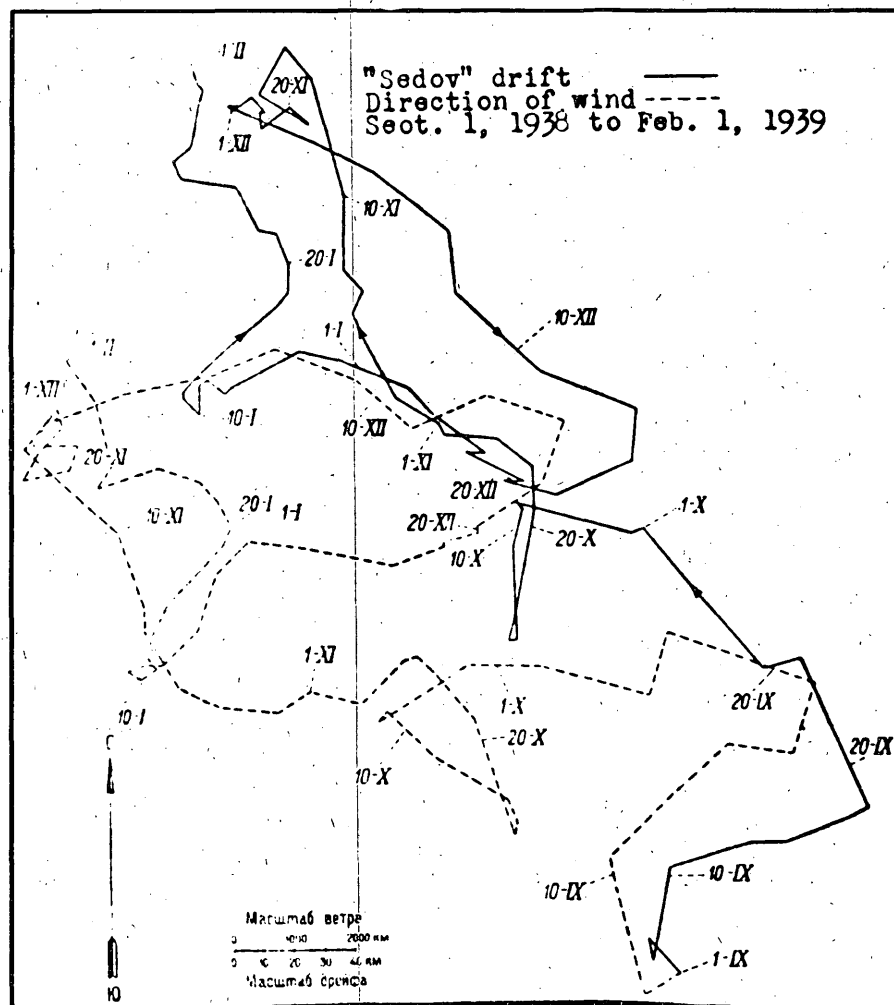 1-II
20-XI
"Sedov" drift
Direction of wind
Seot. 1, 1938 to Feb. 1, 1939
1-XII
10-XI
20-I
10-XII
1-I
II
1-XII
10-I
10-XII
1-XI
20-XI
20-XII
10-XI
20-I
1-I
20-XII
10-X
20-X
1-X
1-XI
1-X
20-IX
10-I
20-X
20-IX
С
10-X
10-IX
10-IX
1-IX
Масштаб ветра
0 1000 2000 км
0 10 20 30 40 км
Масштаб дрейфа
Ю